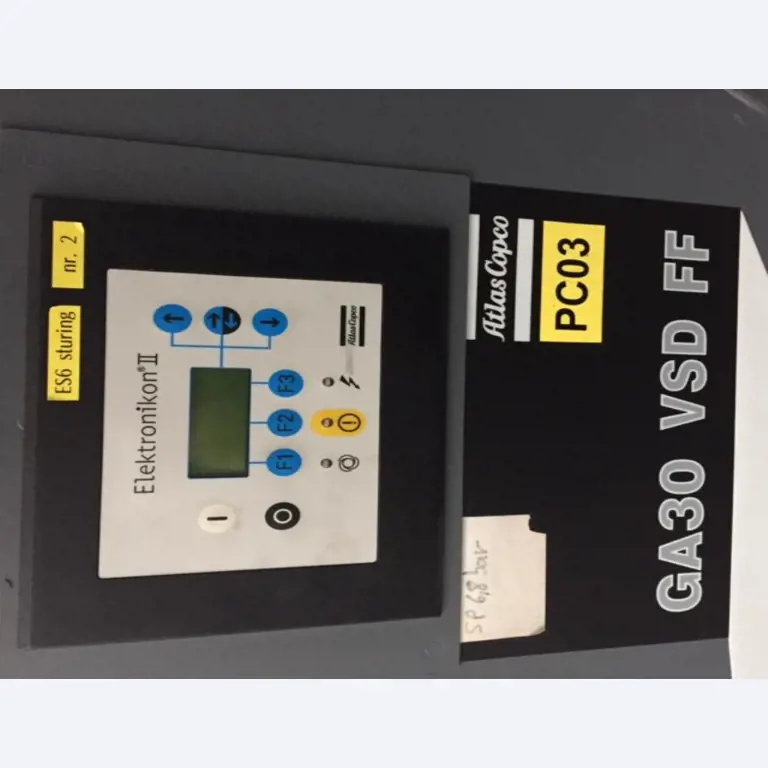 ES6 sturing
nr. 2
Elektronikon® II
F1
F2
F3
Atlas Copco
Atlas Copco
PC03
SP 6,8 bar
GA30 VSD FF